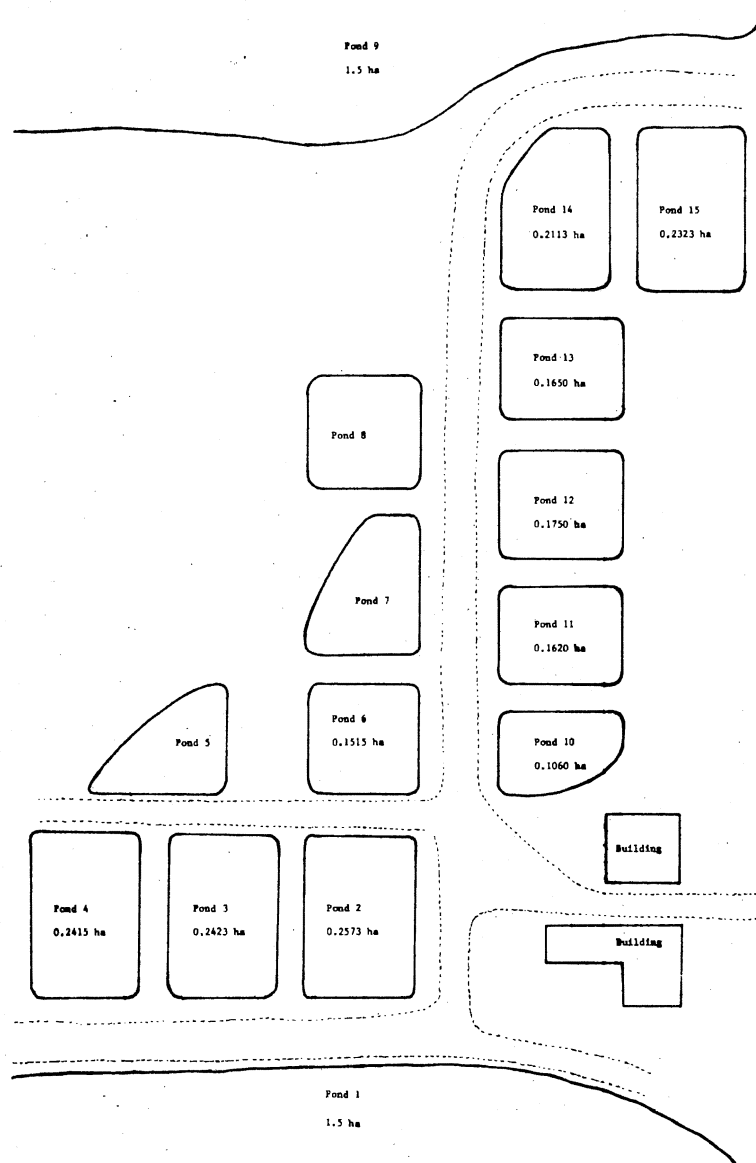 Pond 9
1.5 ha
Pond 14
0.2113 ha
Pond 15
0.2323 ha
Pond 13
0.1650 ha
Pond 8
Pond 12
0.1750 ha
Pond 7
Pond 11
0.1620 ha
Pond 6
0.1515 ha
Pond 5
Pond 10
0.1060 ha
Building
Pond 4
0.2415 ha
Pond 3
0.2423 ha
Pond 2
0.2573 ha
Building
Pond 1
1.5 ha